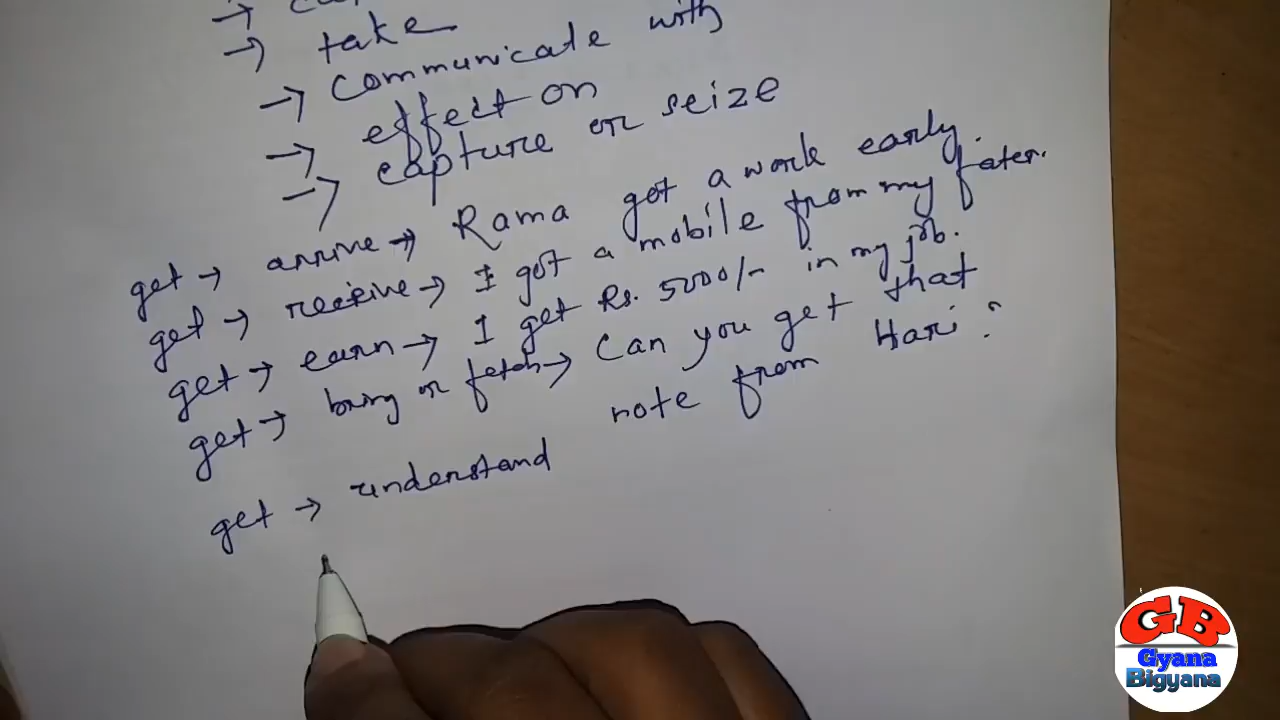 → take
→ communicate with
→ effect on
→ capture or seize
get → arrive → Rama got a work early.
get → receive → I got a mobile from my fater.
get → earn → I get Rs. 5000/- in my job.
get → bring or fetch → Can you get that
note from Hari?
get → understand
GB
Gyana
Bigyana